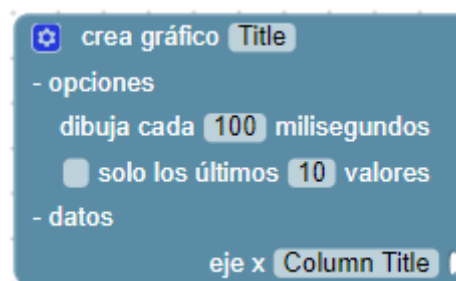 crea gráfico Title
- opciones
dibuja cada 100 milisegundos
solo los últimos 10 valores
- datos
eje x Column Title